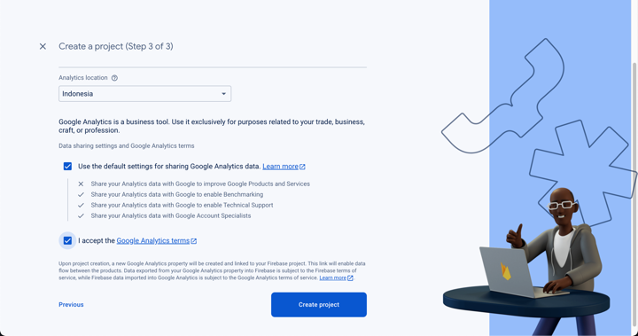 Create a project (Step 3 of 3)
Analytics location
Indonesia
Google Analytics is a business tool. Use it exclusively for purposes related to your trade, business,
craft, or profession.
Data sharing settings and Google Analytics terms
Use the default settings for sharing Google Analytics data. Learn more
Share your Analytics data with Google to improve Google Products and Services
Share your Analytics data with Google to enable Benchmarking
Share your Analytics data with Google to enable Technical Support
Share your Analytics data with Google Account Specialists
I accept the Google Analytics terms
Upon project creation, a new Google Analytics property will be created and linked to your Firebase project. This link will enable data
flow between the products. Data exported from your Google Analytics property into Firebase is subject to the Firebase terms of
service, while Firebase data imported into Google Analytics is subject to the Google Analytics terms of service. Learn more
Previous
Create project